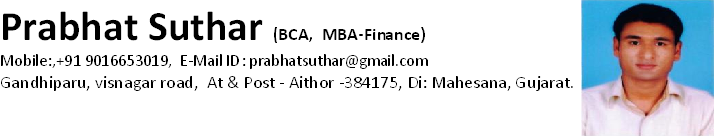 Prabhat Suthar (BCA, MBA-Finance)
Mobile:,+91 9016653019, E-Mail ID: prabhatsuthar@gmail.com
Gandhiparu, visnagar road, At & Post - Aithor -384175, Di: Mahesana, Gujarat.